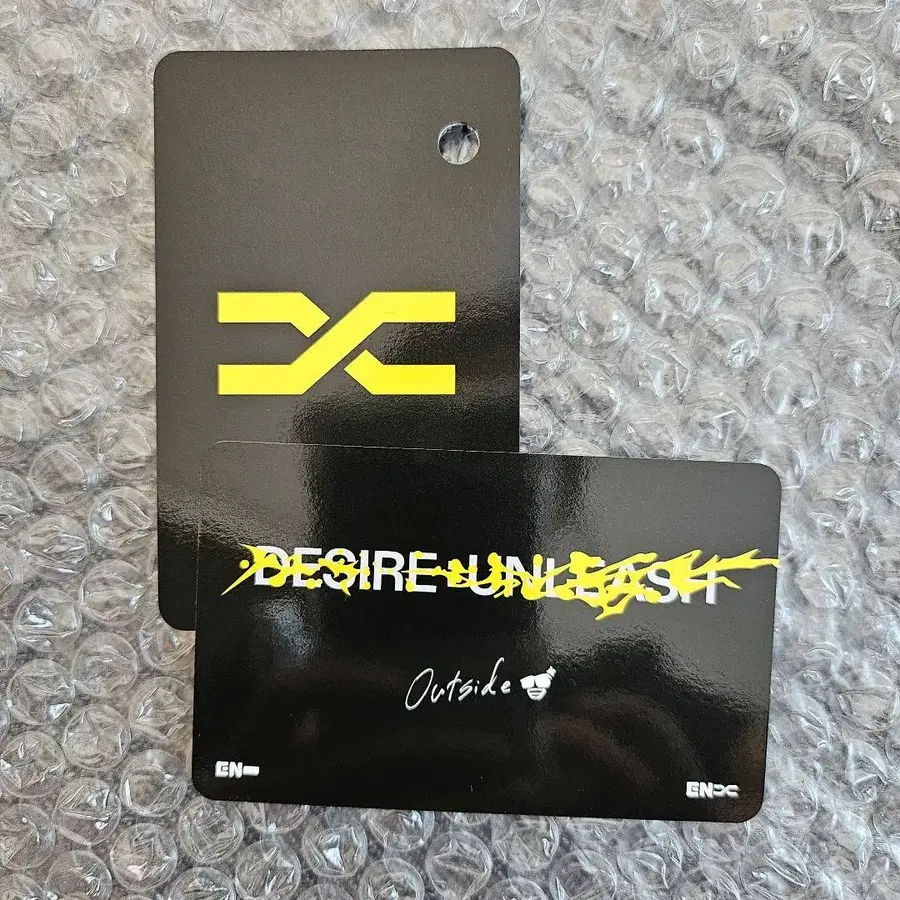 DESIRE UNLEASH
Outside
EN-
EN